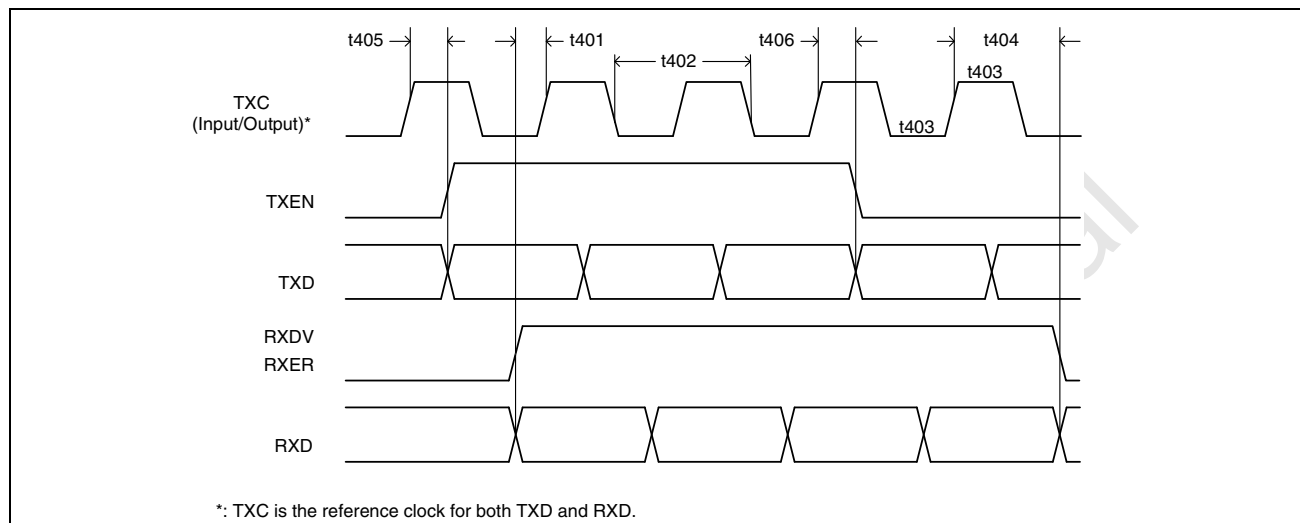 t405
t401
t406
t404
t402
t403
TXC
(Input/Output)*
t403
TXEN
TXD
RXDV
RXER
RXD
*: TXC is the reference clock for both TXD and RXD.